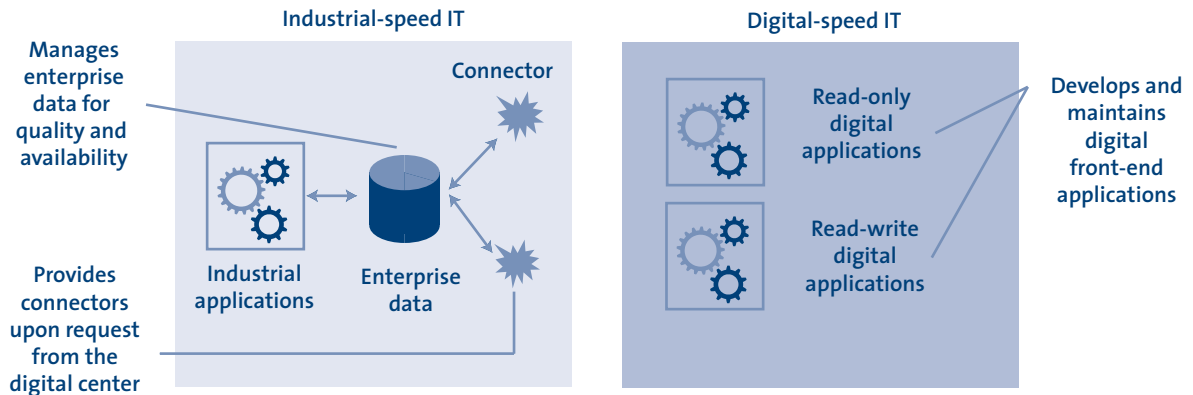 Industrial-speed IT
Digital-speed IT
Manages
enterprise
data for
quality and
availability
Connector
Industrial
applications
Enterprise
data
Provides
connectors
upon request
from the
digital center
Read-only
digital
applications
Read-write
digital
applications
Develops and
maintains
digital
front-end
applications